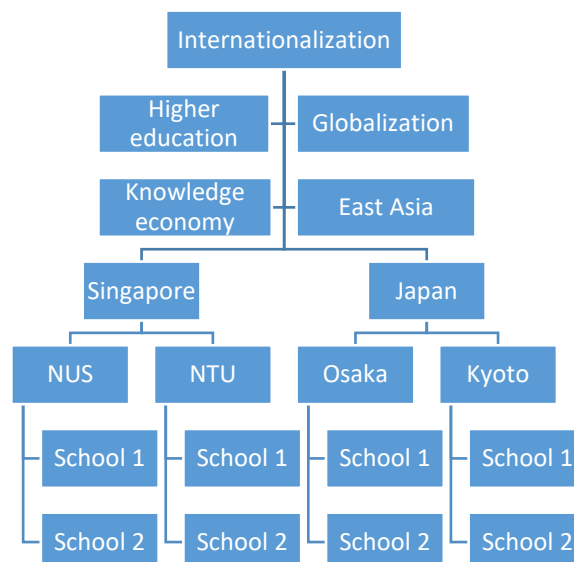 Internationalization
Higher
education
Globalization
Knowledge
economy
East Asia
Singapore
Japan
NUS
NTU
Osaka
Kyoto
School 1
School 1
School 1
School 1
School 2
School 2
School 2
School 2